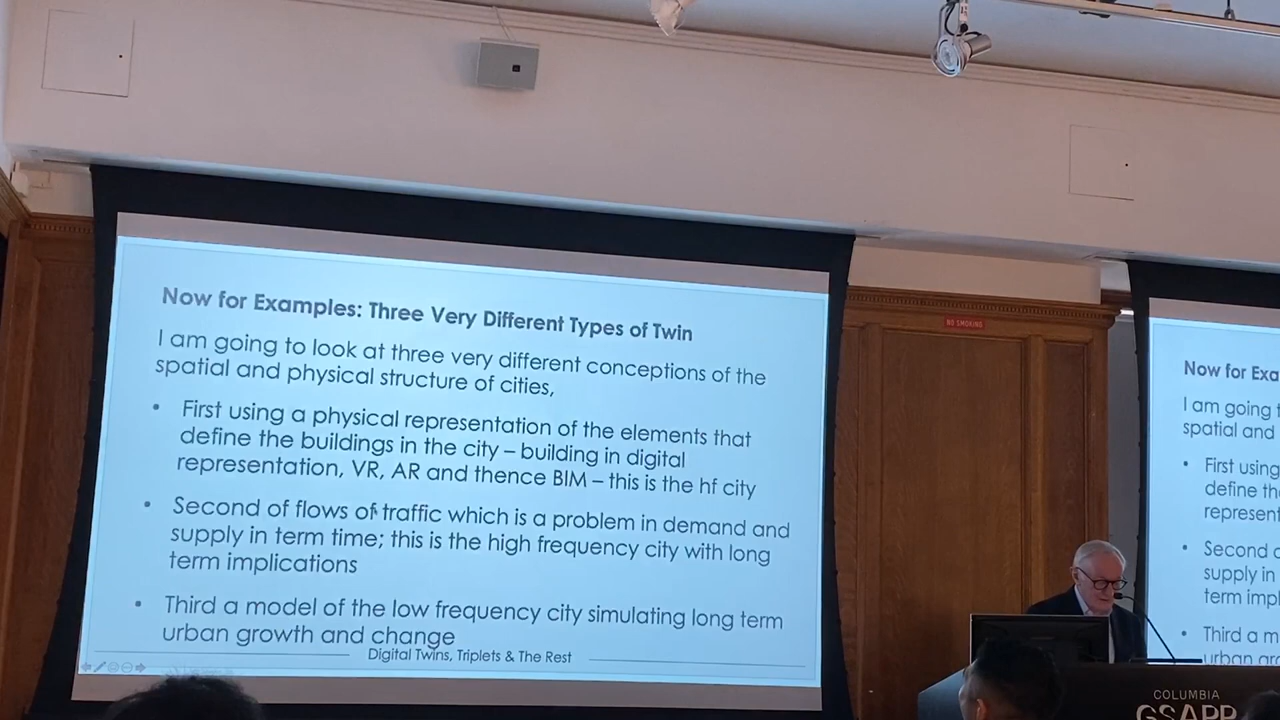 Now for Examples: Three Very Different Types of Twin
I am going to look at three very different conceptions of the
spatial and physical structure of cities,
• First using a physical representation of the elements that
define the buildings in the city – building in digital
representation, VR, AR and thence BIM – this is the hf city
• Second of flows of traffic which is a problem in demand and
supply in term time; this is the high frequency city with long
term implications
• Third a model of the low frequency city simulating long term
urban growth and change
Digital Twins, Triplets & The Rest
NO SMOKING
Now for Exa
I am going t
spatial and
• First using
define the
represent
• Second o
supply in
term impl
• Third a m
urban gro
COLUMBIA
GSAPP